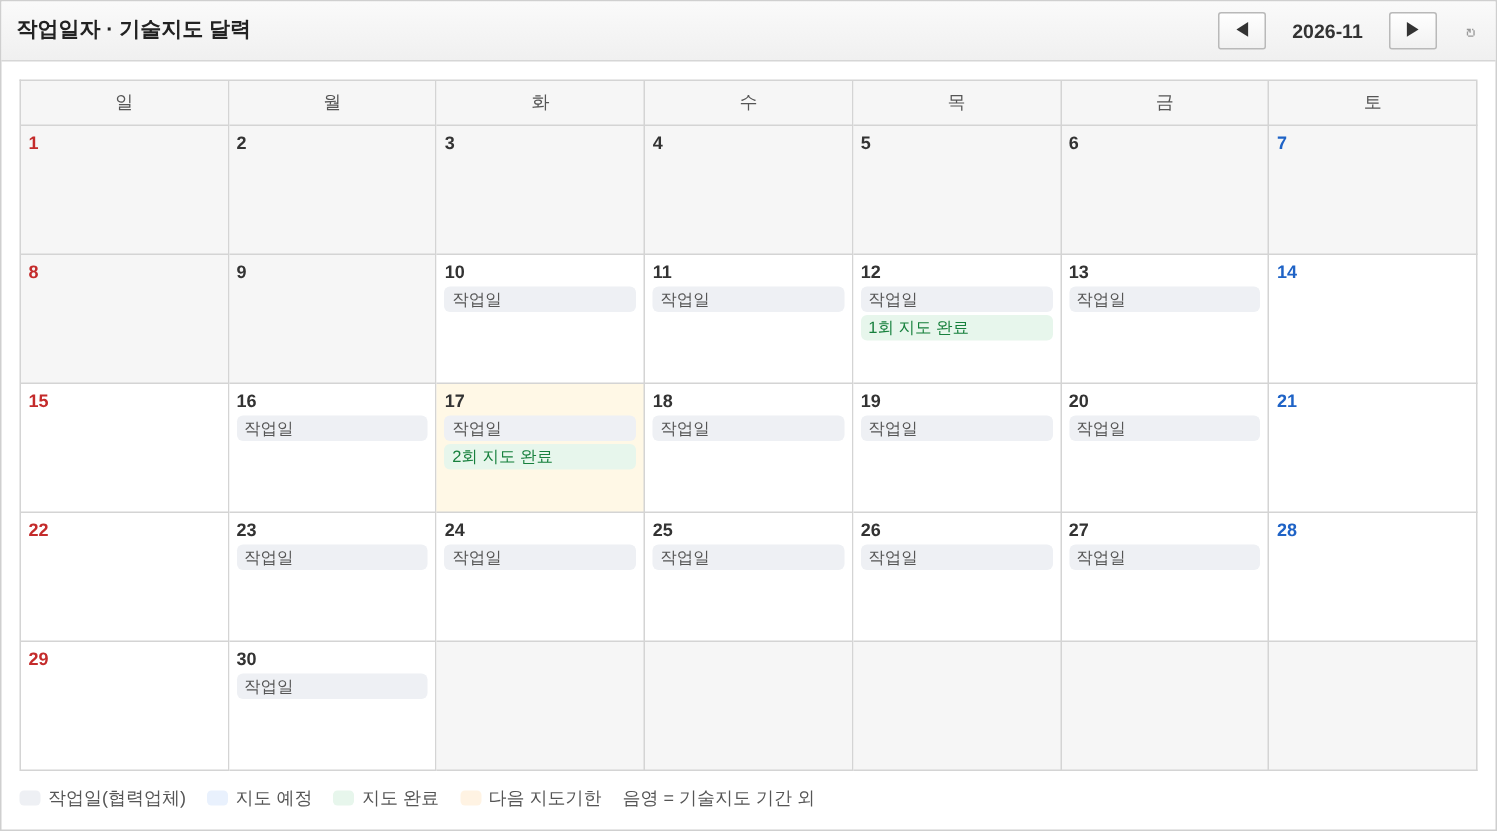 작업일자 · 기술지도 달력
◀ 2026-11 ▶ ↻
일 월 화 수 목 금 토
1 2 3 4 5 6 7
8 9 10 11 12 13 14
작업일 작업일 작업일 작업일
1회 지도 완료
15 16 17 18 19 20 21
작업일 작업일 작업일 작업일 작업일
2회 지도 완료
22 23 24 25 26 27 28
작업일 작업일 작업일 작업일 작업일
29 30
작업일
작업일(협력업체) 지도 예정 지도 완료 다음 지도기한 음영 = 기술지도 기간 외